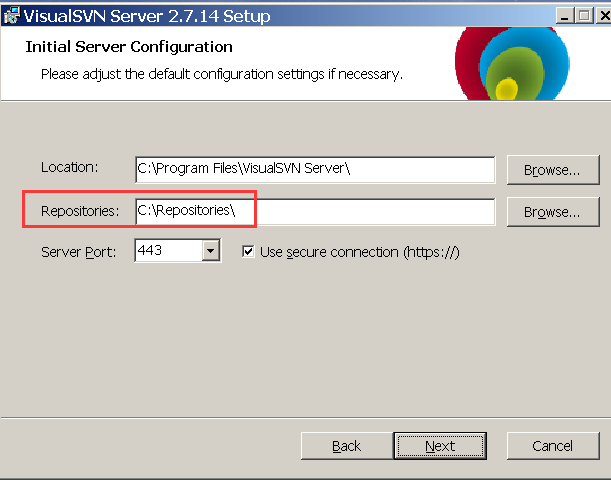 VisualSVN Server 2.7.14 Setup
Initial Server Configuration
Please adjust the default configuration settings if necessary.
Location: C:\Program Files\VisualSVN Server\ Browse...
Repositories: C:\Repositories\ Browse...
Server Port: 443 Use secure connection (https://)
Back Next Cancel